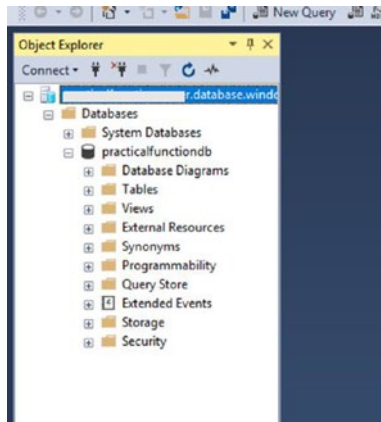 New Query
Object Explorer
Connect
r.database.windo
Databases
System Databases
practicalfunctiondb
Database Diagrams
Tables
Views
External Resources
Synonyms
Programmability
Query Store
Extended Events
Storage
Security